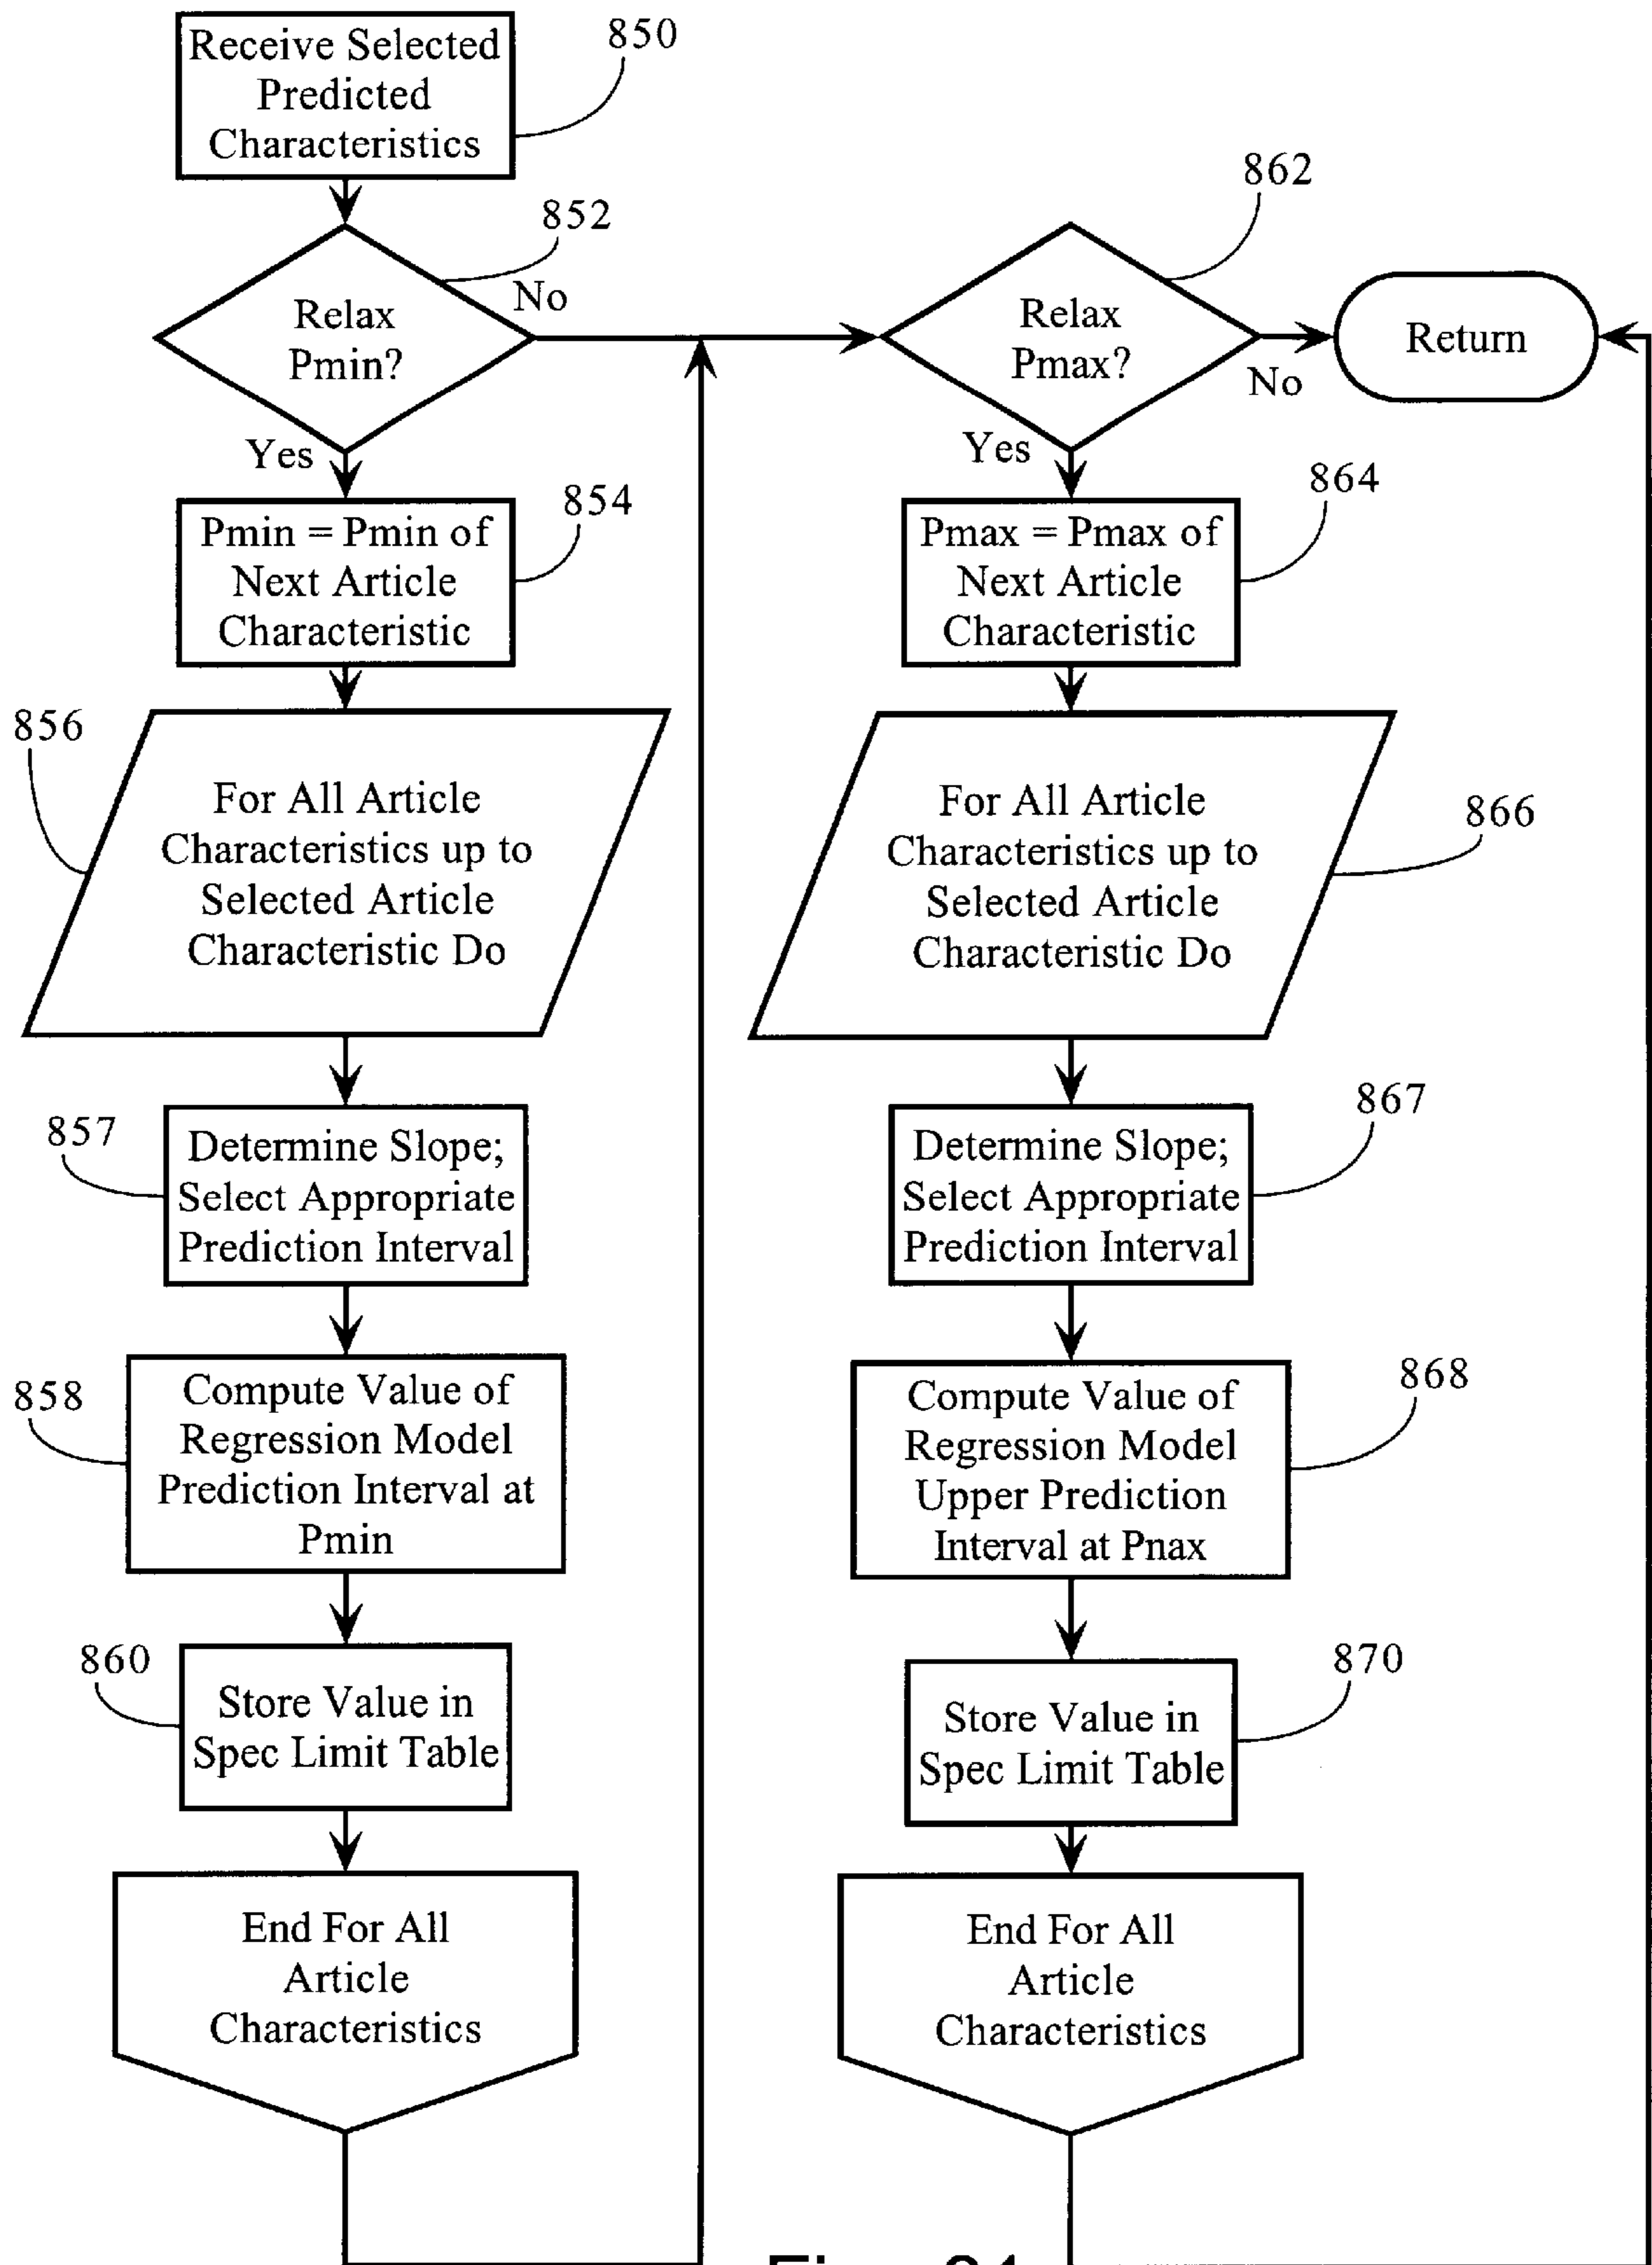 Receive Selected
Predicted
Characteristics
850
852
Relax
Pmin?
No
Yes
854
Pmin = Pmin of
Next Article
Characteristic
856
For All Article
Characteristics up to
Selected Article
Characteristic Do
857
Determine Slope;
Select Appropriate
Prediction Interval
858
Compute Value of
Regression Model
Prediction Interval at
Pmin
860
Store Value in
Spec Limit Table
End For All
Article
Characteristics
862
Relax
Pmax?
No
Return
Yes
864
Pmax = Pmax of
Next Article
Characteristic
866
For All Article
Characteristics up to
Selected Article
Characteristic Do
867
Determine Slope;
Select Appropriate
Prediction Interval
868
Compute Value of
Regression Model
Upper Prediction
Interval at Pnax
870
Store Value in
Spec Limit Table
End For All
Article
Characteristics